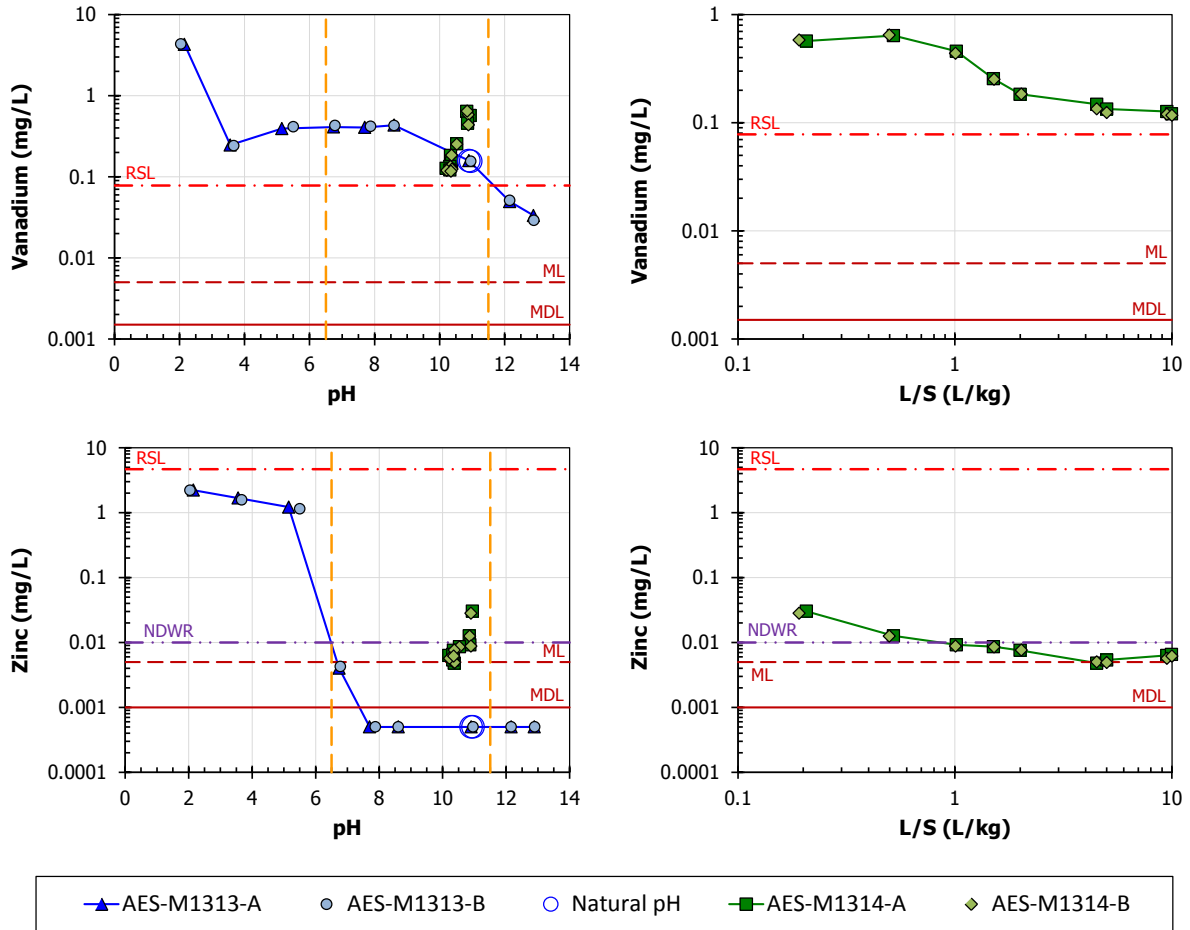 10
1
0.1
0.01
0.001
Vanadium (mg/L)
RSL
ML
MDL
0 2 4 6 8 10 12 14
pH
1
0.1
0.01
0.001
Vanadium (mg/L)
RSL
ML
MDL
0.1 1 10
L/S (L/kg)
10
1
0.1
0.01
0.001
0.0001
Zinc (mg/L)
RSL
NDWR
ML
MDL
0 2 4 6 8 10 12 14
pH
10
1
0.1
0.01
0.001
0.0001
Zinc (mg/L)
RSL
NDWR
ML
MDL
0.1 1 10
L/S (L/kg)
AES-M1313-A AES-M1313-B Natural pH AES-M1314-A AES-M1314-B